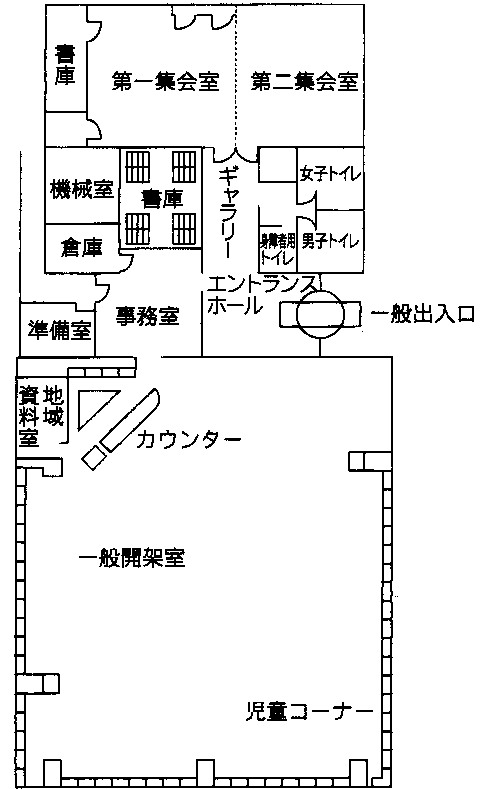 書庫
第一集会室
第二集会室
機械室
書庫
ギャラリー
女子トイレ
倉庫
身障者用
トイレ
男子トイレ
エントランス
ホール
一般出入口
準備室
事務室
地域
資料室
カウンター
一般開架室
児童コーナー